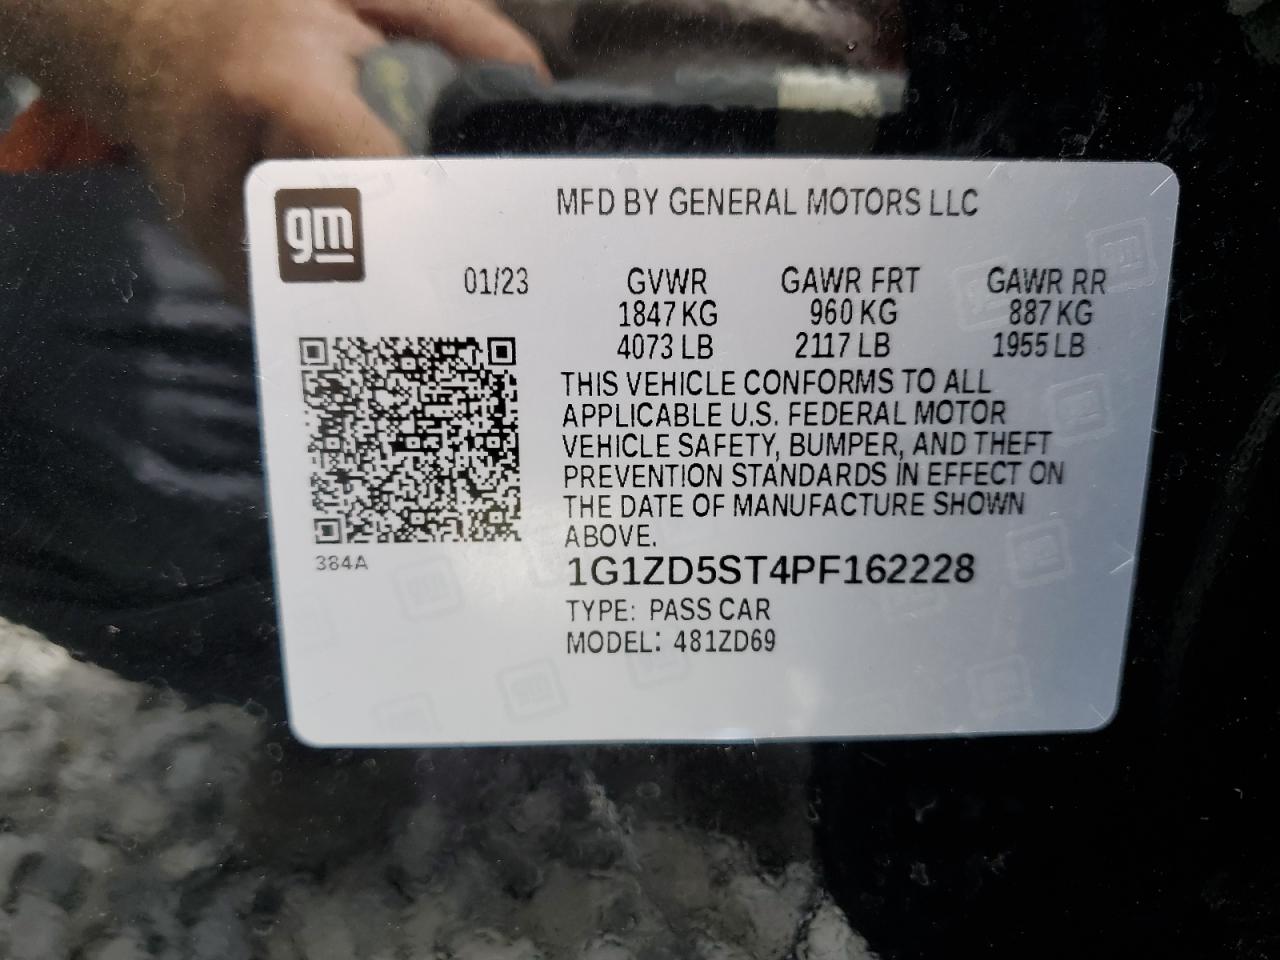 gm
MFD BY GENERAL MOTORS LLC
01/23 GVWR GAWR FRT GAWR RR
1847 KG 960 KG 887 KG
4073 LB 2117 LB 1955 LB
THIS VEHICLE CONFORMS TO ALL
APPLICABLE U.S. FEDERAL MOTOR
VEHICLE SAFETY, BUMPER, AND THEFT
PREVENTION STANDARDS IN EFFECT ON
THE DATE OF MANUFACTURE SHOWN
ABOVE.
384A
1G1ZD5ST4PF162228
TYPE: PASS CAR
MODEL: 481ZD69